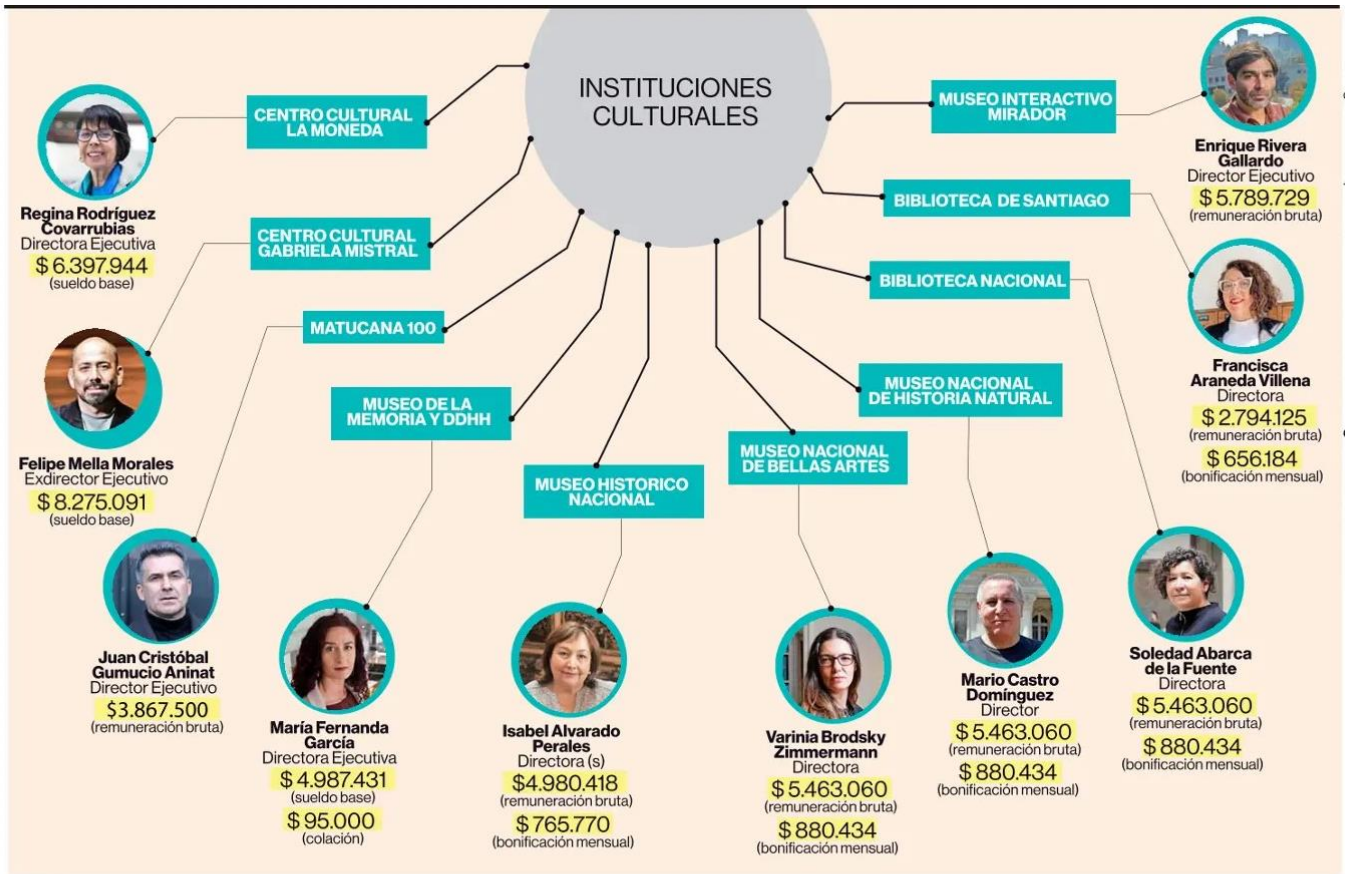 INSTITUCIONES
CULTURALES
CENTRO CULTURAL
LA MONEDA
Regina Rodríguez
Covarrubias
Directora Ejecutiva
$ 6.397.944
(sueldo base)
CENTRO CULTURAL
GABRIELA MISTRAL
Felipe Mella Morales
Exdirector Ejecutivo
$ 8.275.091
(sueldo base)
MATUCANA 100
Juan Cristóbal
Gumucio Aninat
Director Ejecutivo
$3.867.500
(remuneración bruta)
MUSEO DE LA
MEMORIA Y DDHH
María Fernanda
García
Directora Ejecutiva
$ 4.987.431
(sueldo base)
$ 95.000
(colación)
MUSEO HISTORICO
NACIONAL
Isabel Alvarado
Perales
Directora (s)
$4.980.418
(remuneración bruta)
$ 765.770
(bonificación mensual)
MUSEO NACIONAL
DE BELLAS ARTES
Varinia Brodsky
Zimmermann
Directora
$ 5.463.060
(remuneración bruta)
$ 880.434
(bonificación mensual)
MUSEO NACIONAL
DE HISTORIA NATURAL
Mario Castro
Domínguez
Director
$ 5.463.060
(remuneración bruta)
$ 880.434
(bonificación mensual)
BIBLIOTECA NACIONAL
Soledad Abarca
de la Fuente
Directora
$ 5.463.060
(remuneración bruta)
$ 880.434
(bonificación mensual)
BIBLIOTECA DE SANTIAGO
Francisca
Araneda Villena
Directora
$ 2.794.125
(remuneración bruta)
$ 656.184
(bonificación mensual)
MUSEO INTERACTIVO
MIRADOR
Enrique Rivera
Gallardo
Director Ejecutivo
$ 5.789.729
(remuneración bruta)